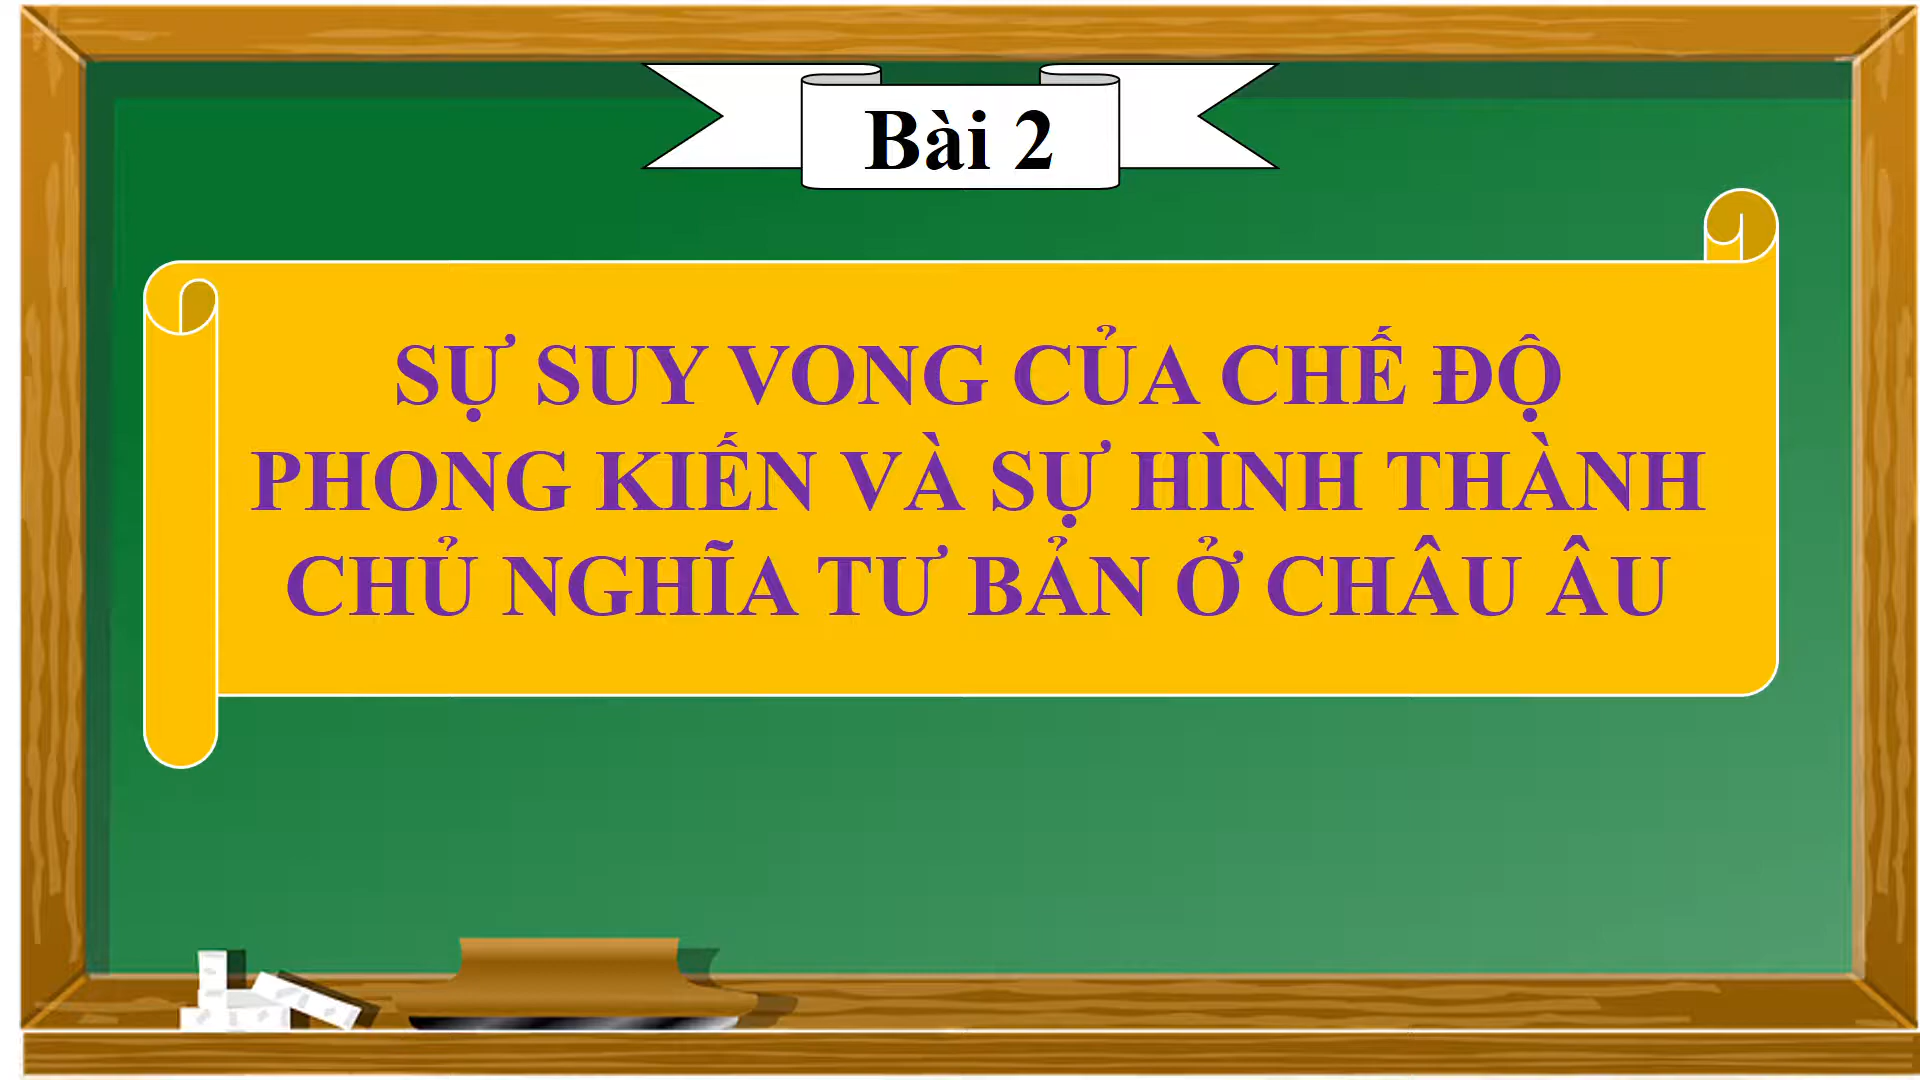 Bài 2
SỰ SUY VONG CỦA CHẾ ĐỘ
PHONG KIẾN VÀ SỰ HÌNH THÀNH
CHỦ NGHĨA TƯ BẢN Ở CHÂU ÂU